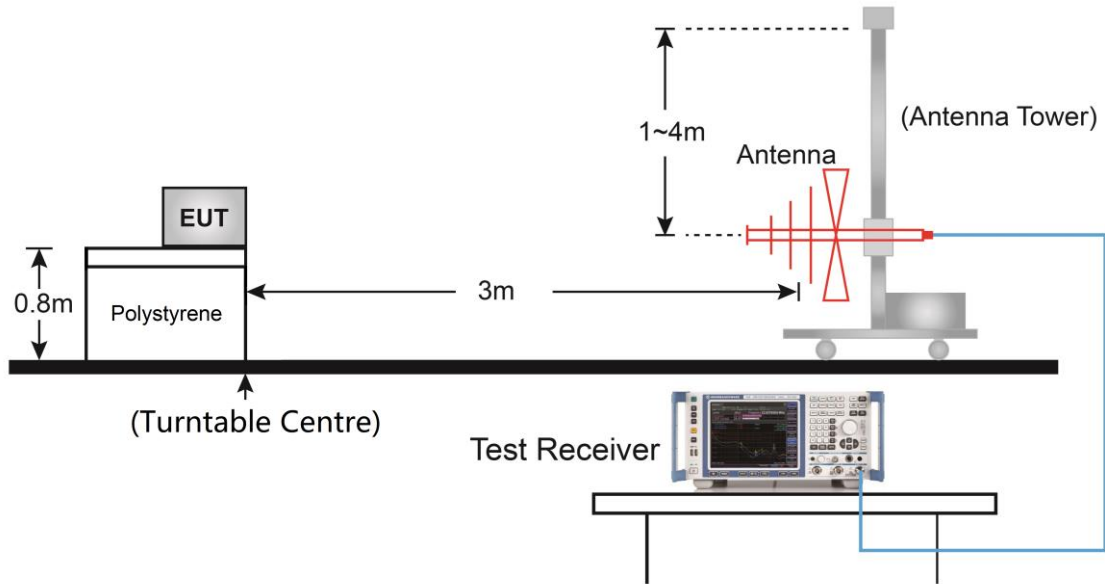 1~4m
(Antenna Tower)
Antenna
EUT
0.8m
Polystyrene
3m
(Turntable Centre)
Test Receiver